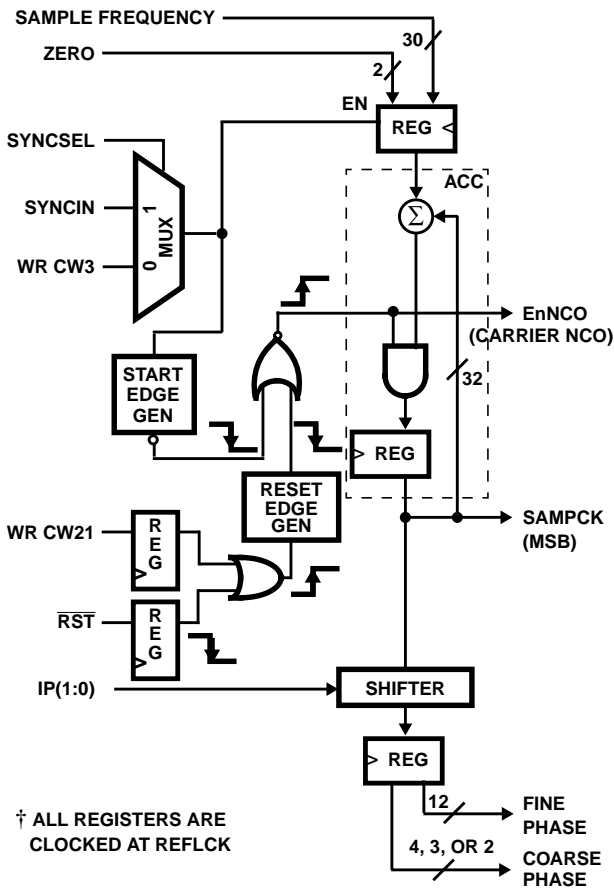 SAMPLE FREQUENCY
30
ZERO
2
EN
REG
SYNCSEL
ACC
SYNCIN
1
MUX
0
Σ
WR CW3
EnNCO
(CARRIER NCO)
START
EDGE
GEN
32
REG
RESET
EDGE
GEN
WR CW21
REG
SAMPCK
(MSB)
RST
REG
IP(1:0)
SHIFTER
REG
12
FINE
PHASE
† ALL REGISTERS ARE
CLOCKED AT REFLCK
4, 3, OR 2
COARSE
PHASE